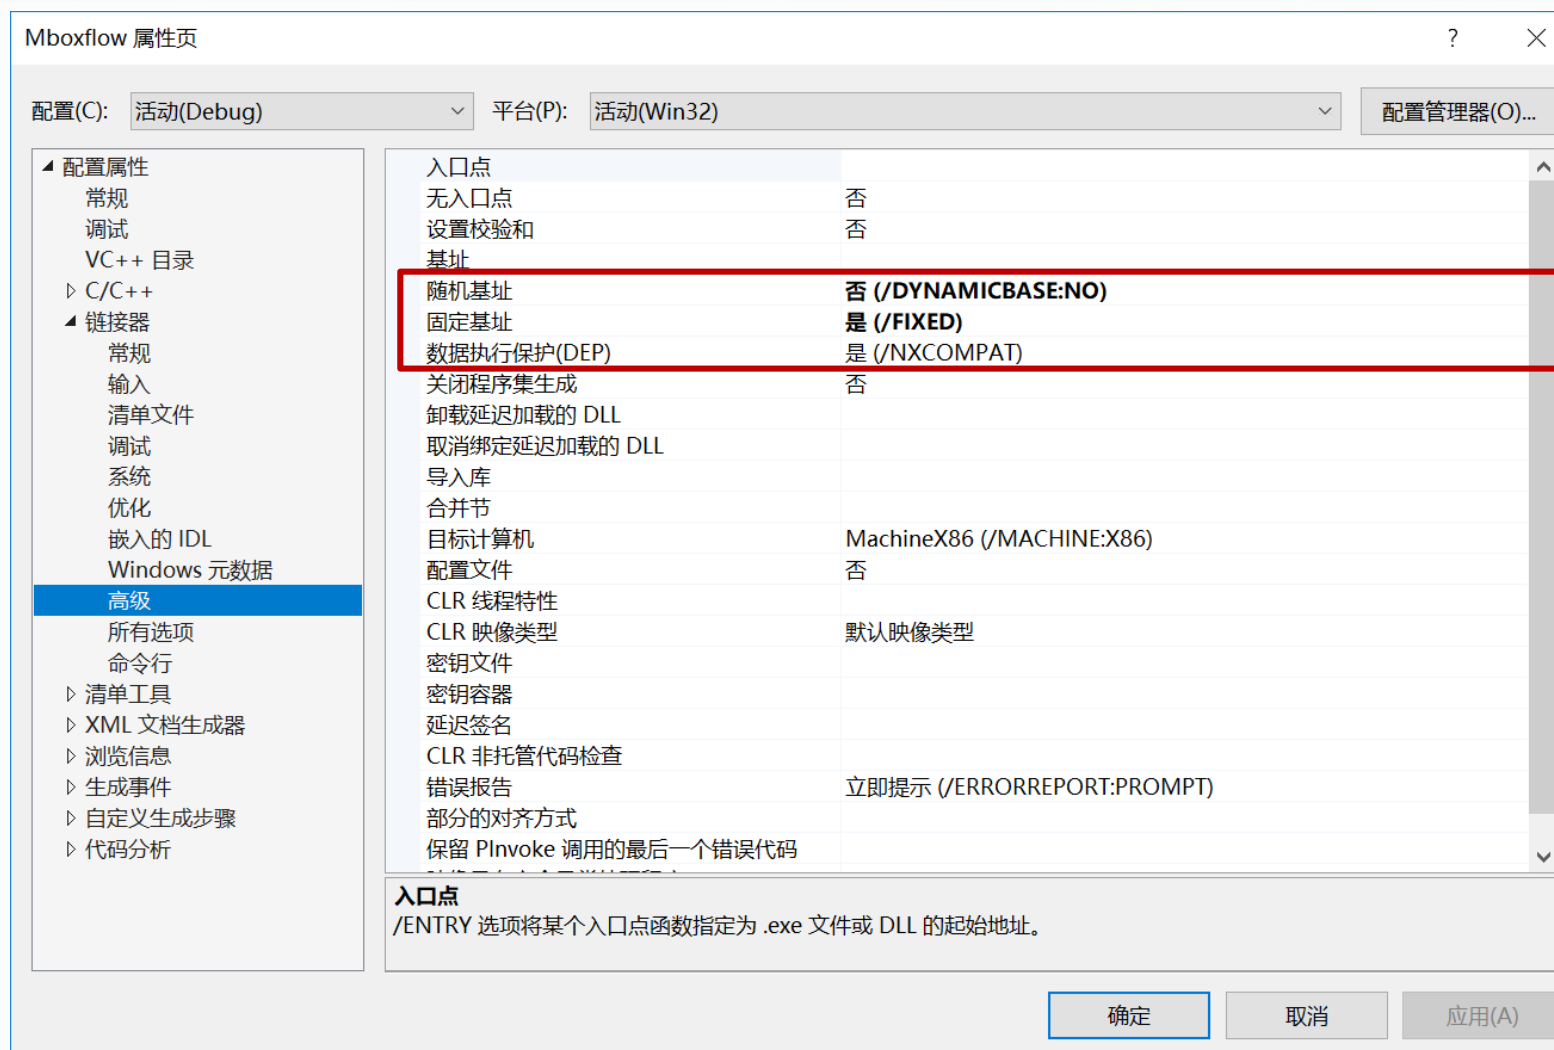 Mboxflow 属性页
?
配置(C):
活动(Debug)
平台(P):
活动(Win32)
配置管理器(O)...
配置属性
常规
调试
VC++ 目录
C/C++
链接器
常规
输入
清单文件
调试
系统
优化
嵌入的 IDL
Windows 元数据
高级
所有选项
命令行
清单工具
XML 文档生成器
浏览信息
生成事件
自定义生成步骤
代码分析
入口点
无入口点 否
设置校验和 否
基址
随机基址 否 (/DYNAMICBASE:NO)
固定基址 是 (/FIXED)
数据执行保护(DEP) 是 (/NXCOMPAT)
关闭程序集生成 否
卸载延迟加载的 DLL
取消绑定延迟加载的 DLL
导入库
合并节
目标计算机 MachineX86 (/MACHINE:X86)
配置文件 否
CLR 线程特性
CLR 映像类型 默认映像类型
密钥文件
密钥容器
延迟签名
CLR 非托管代码检查
错误报告 立即提示 (/ERRORREPORT:PROMPT)
部分的对齐方式
保留 PInvoke 调用的最后一个错误代码
入口点
/ENTRY 选项将某个入口点函数指定为 .exe 文件或 DLL 的起始地址。
确定
取消
应用(A)